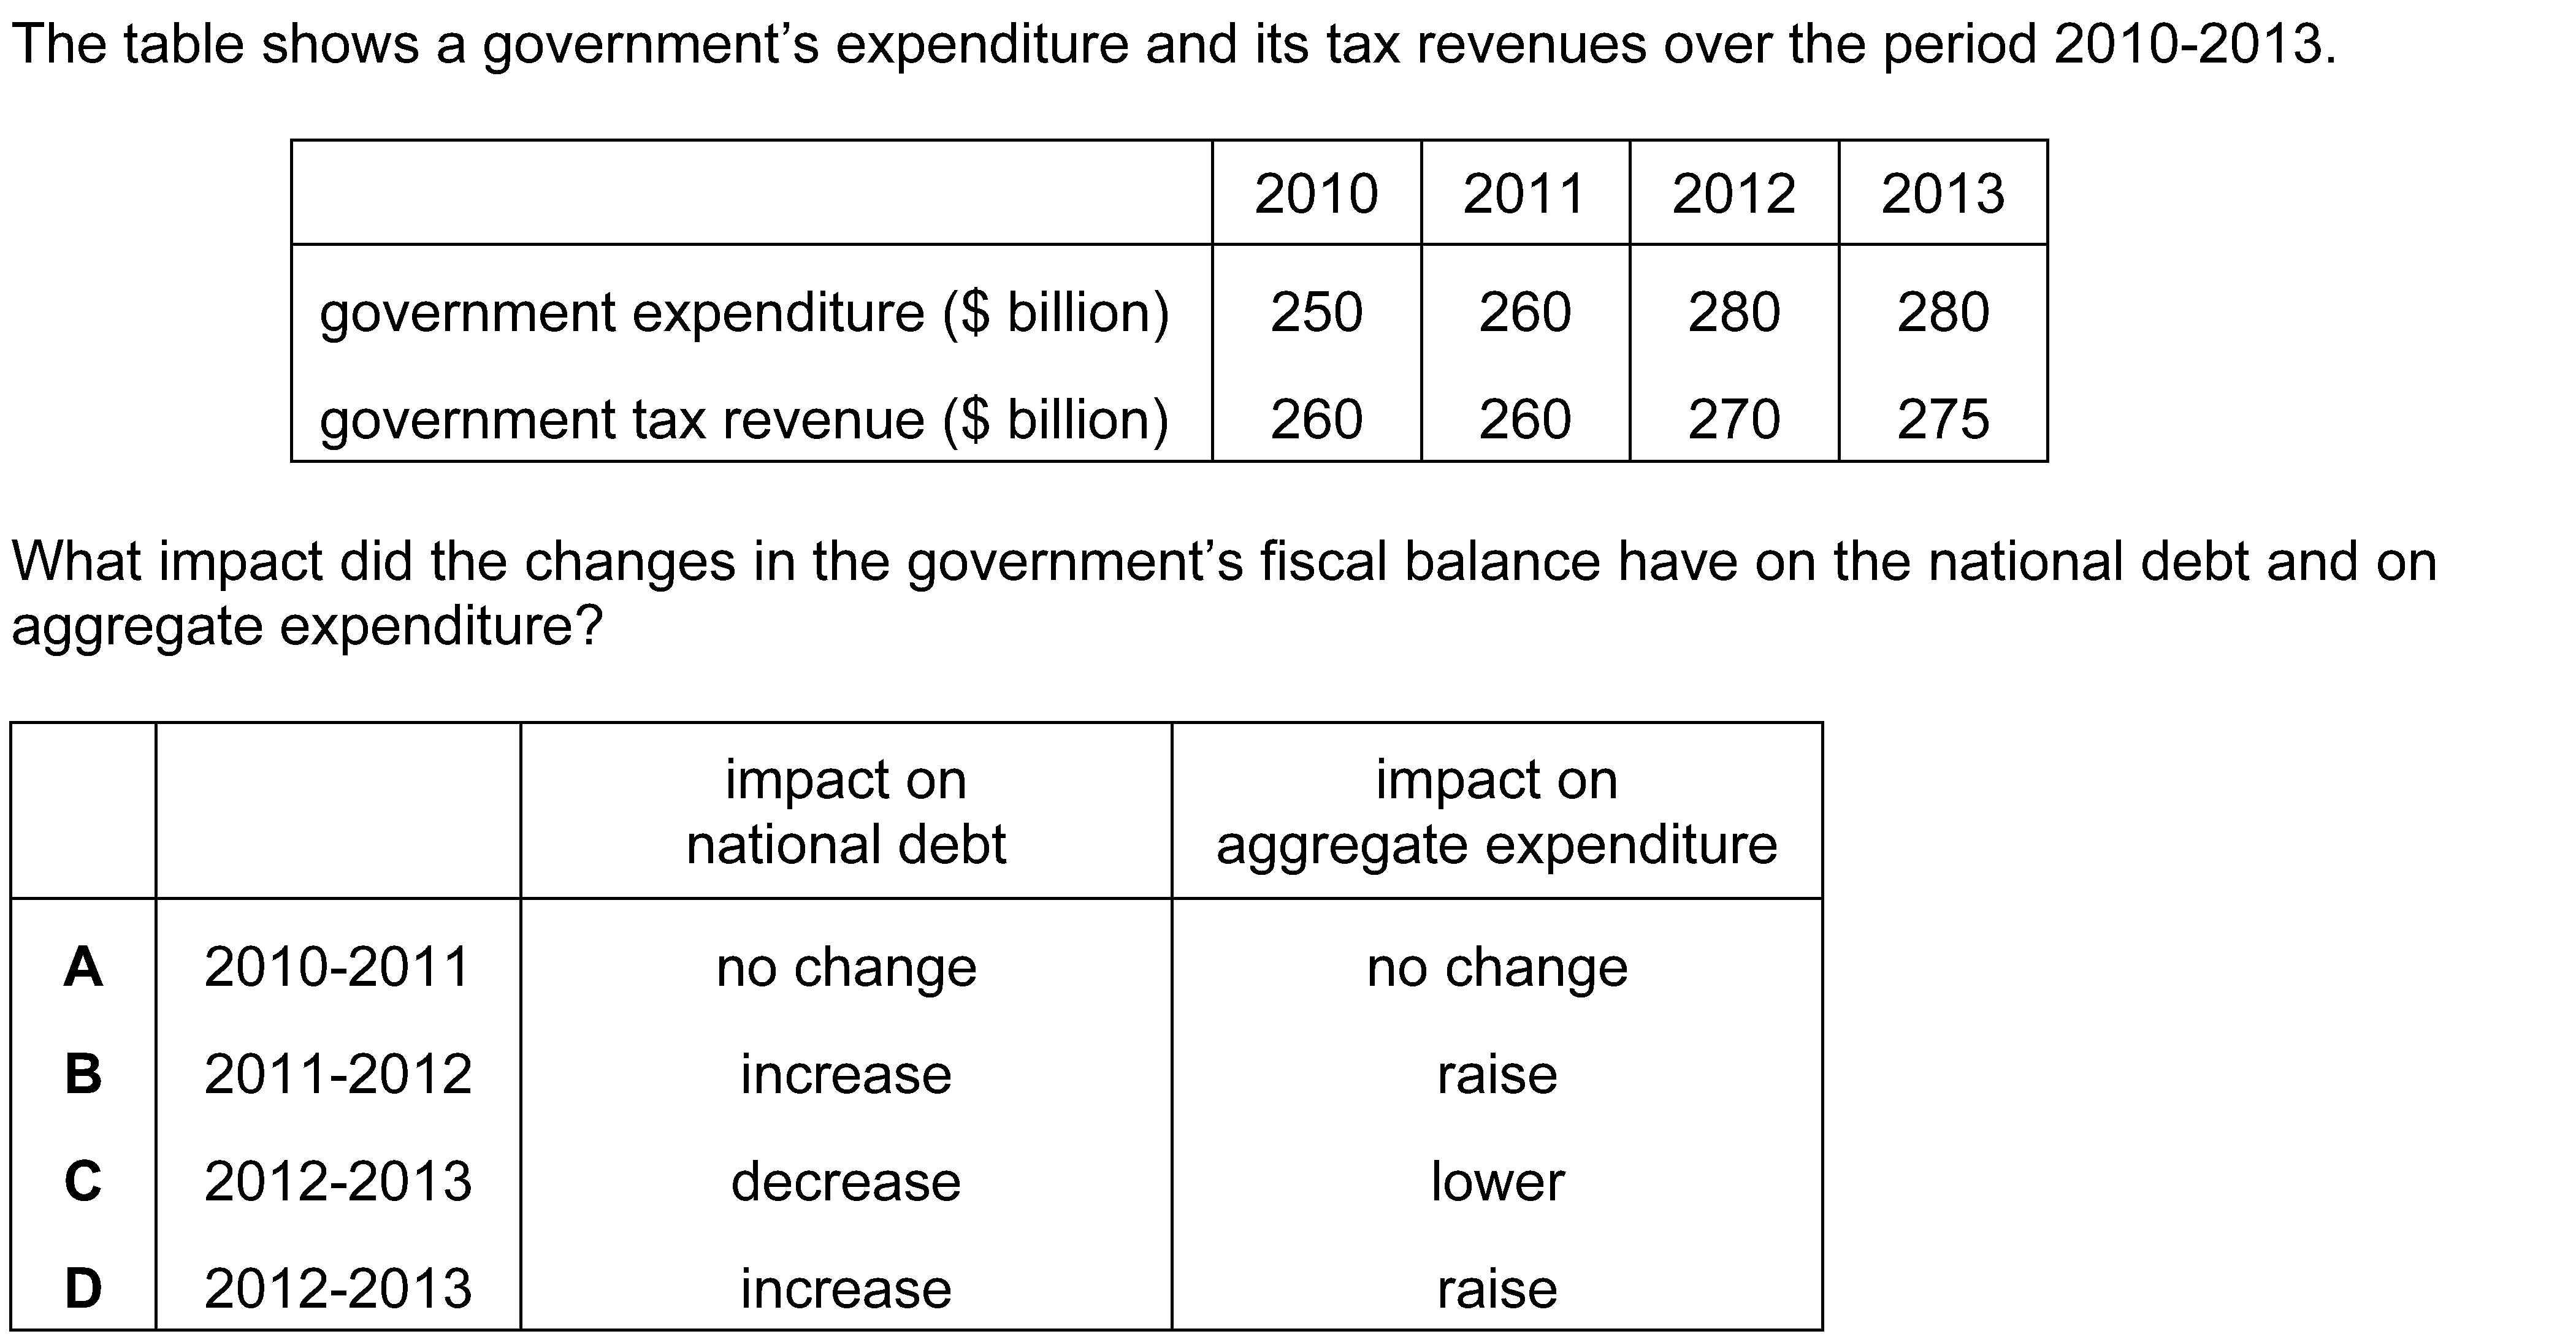 The table shows a government’s expenditure and its tax revenues over the period 2010-2013.
2010 2011 2012 2013
government expenditure ($ billion) 250 260 280 280
government tax revenue ($ billion) 260 260 270 275
What impact did the changes in the government’s fiscal balance have on the national debt and on
aggregate expenditure?
impact on national debt impact on aggregate expenditure
A 2010-2011 no change no change
B 2011-2012 increase raise
C 2012-2013 decrease lower
D 2012-2013 increase raise